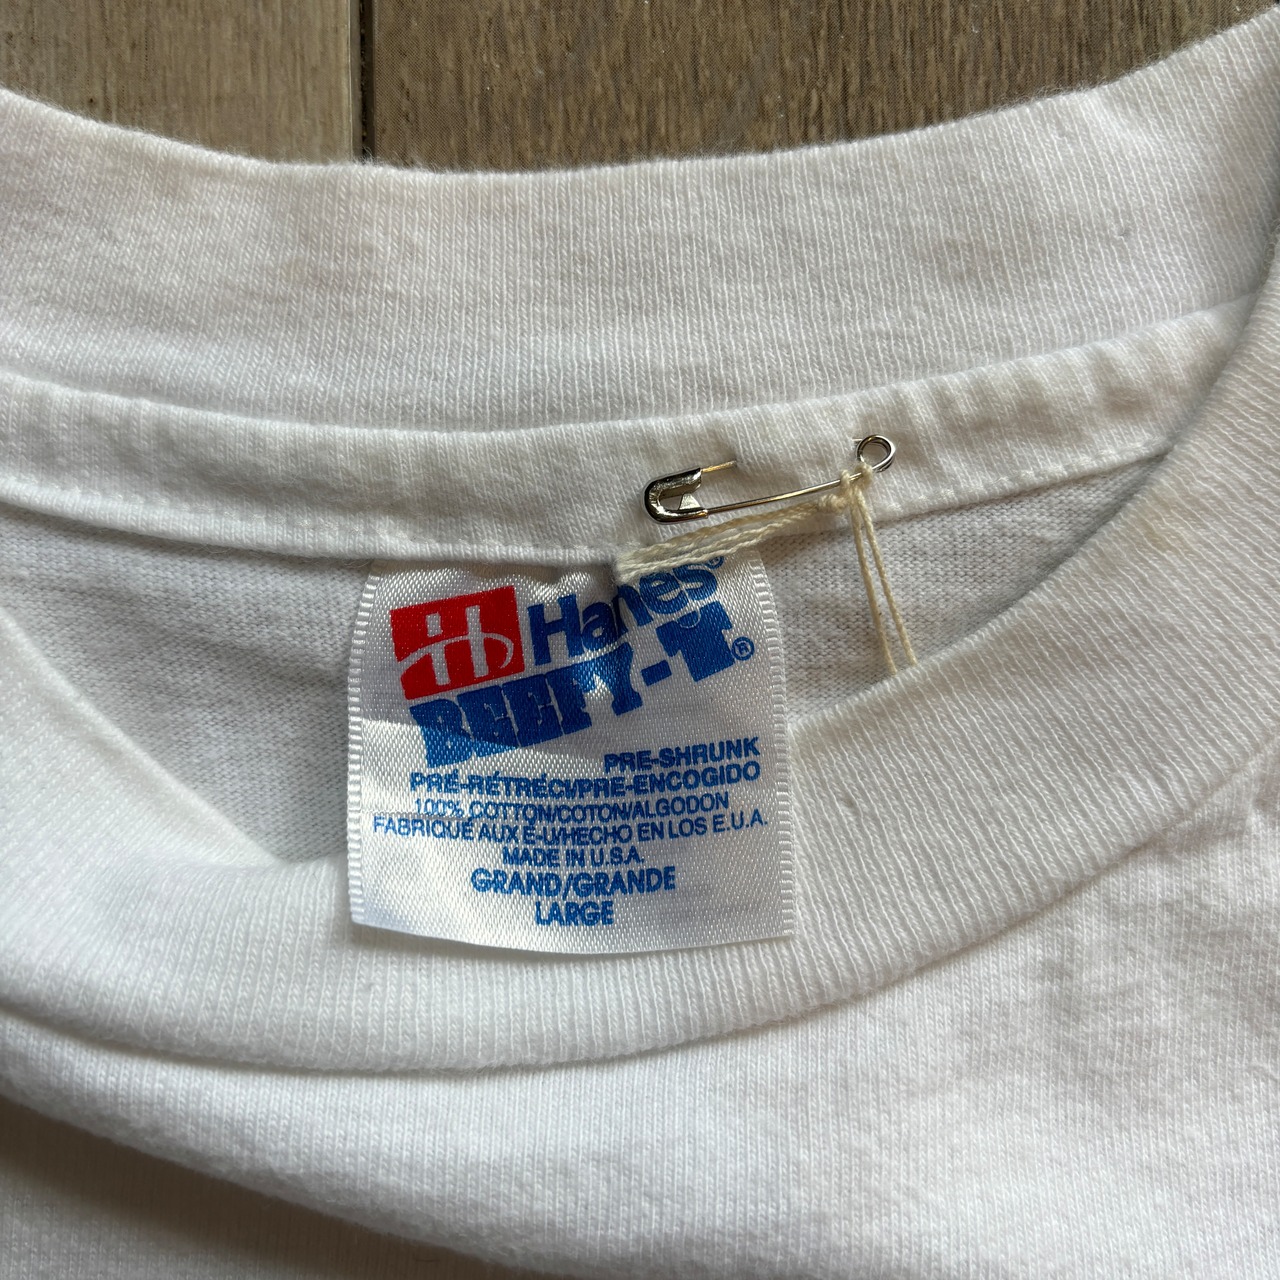 Hanes®
BEEFY-T®
PRE-SHRUNK
PRÉ-RÉTRÉCI/PRE-ENCOGIDO
100% COTTON/COTON/ALGODON
FABRIQUÉ AUX É-U/HECHO EN LOS E.U.A.
MADE IN U.S.A.
GRAND/GRANDE
LARGE